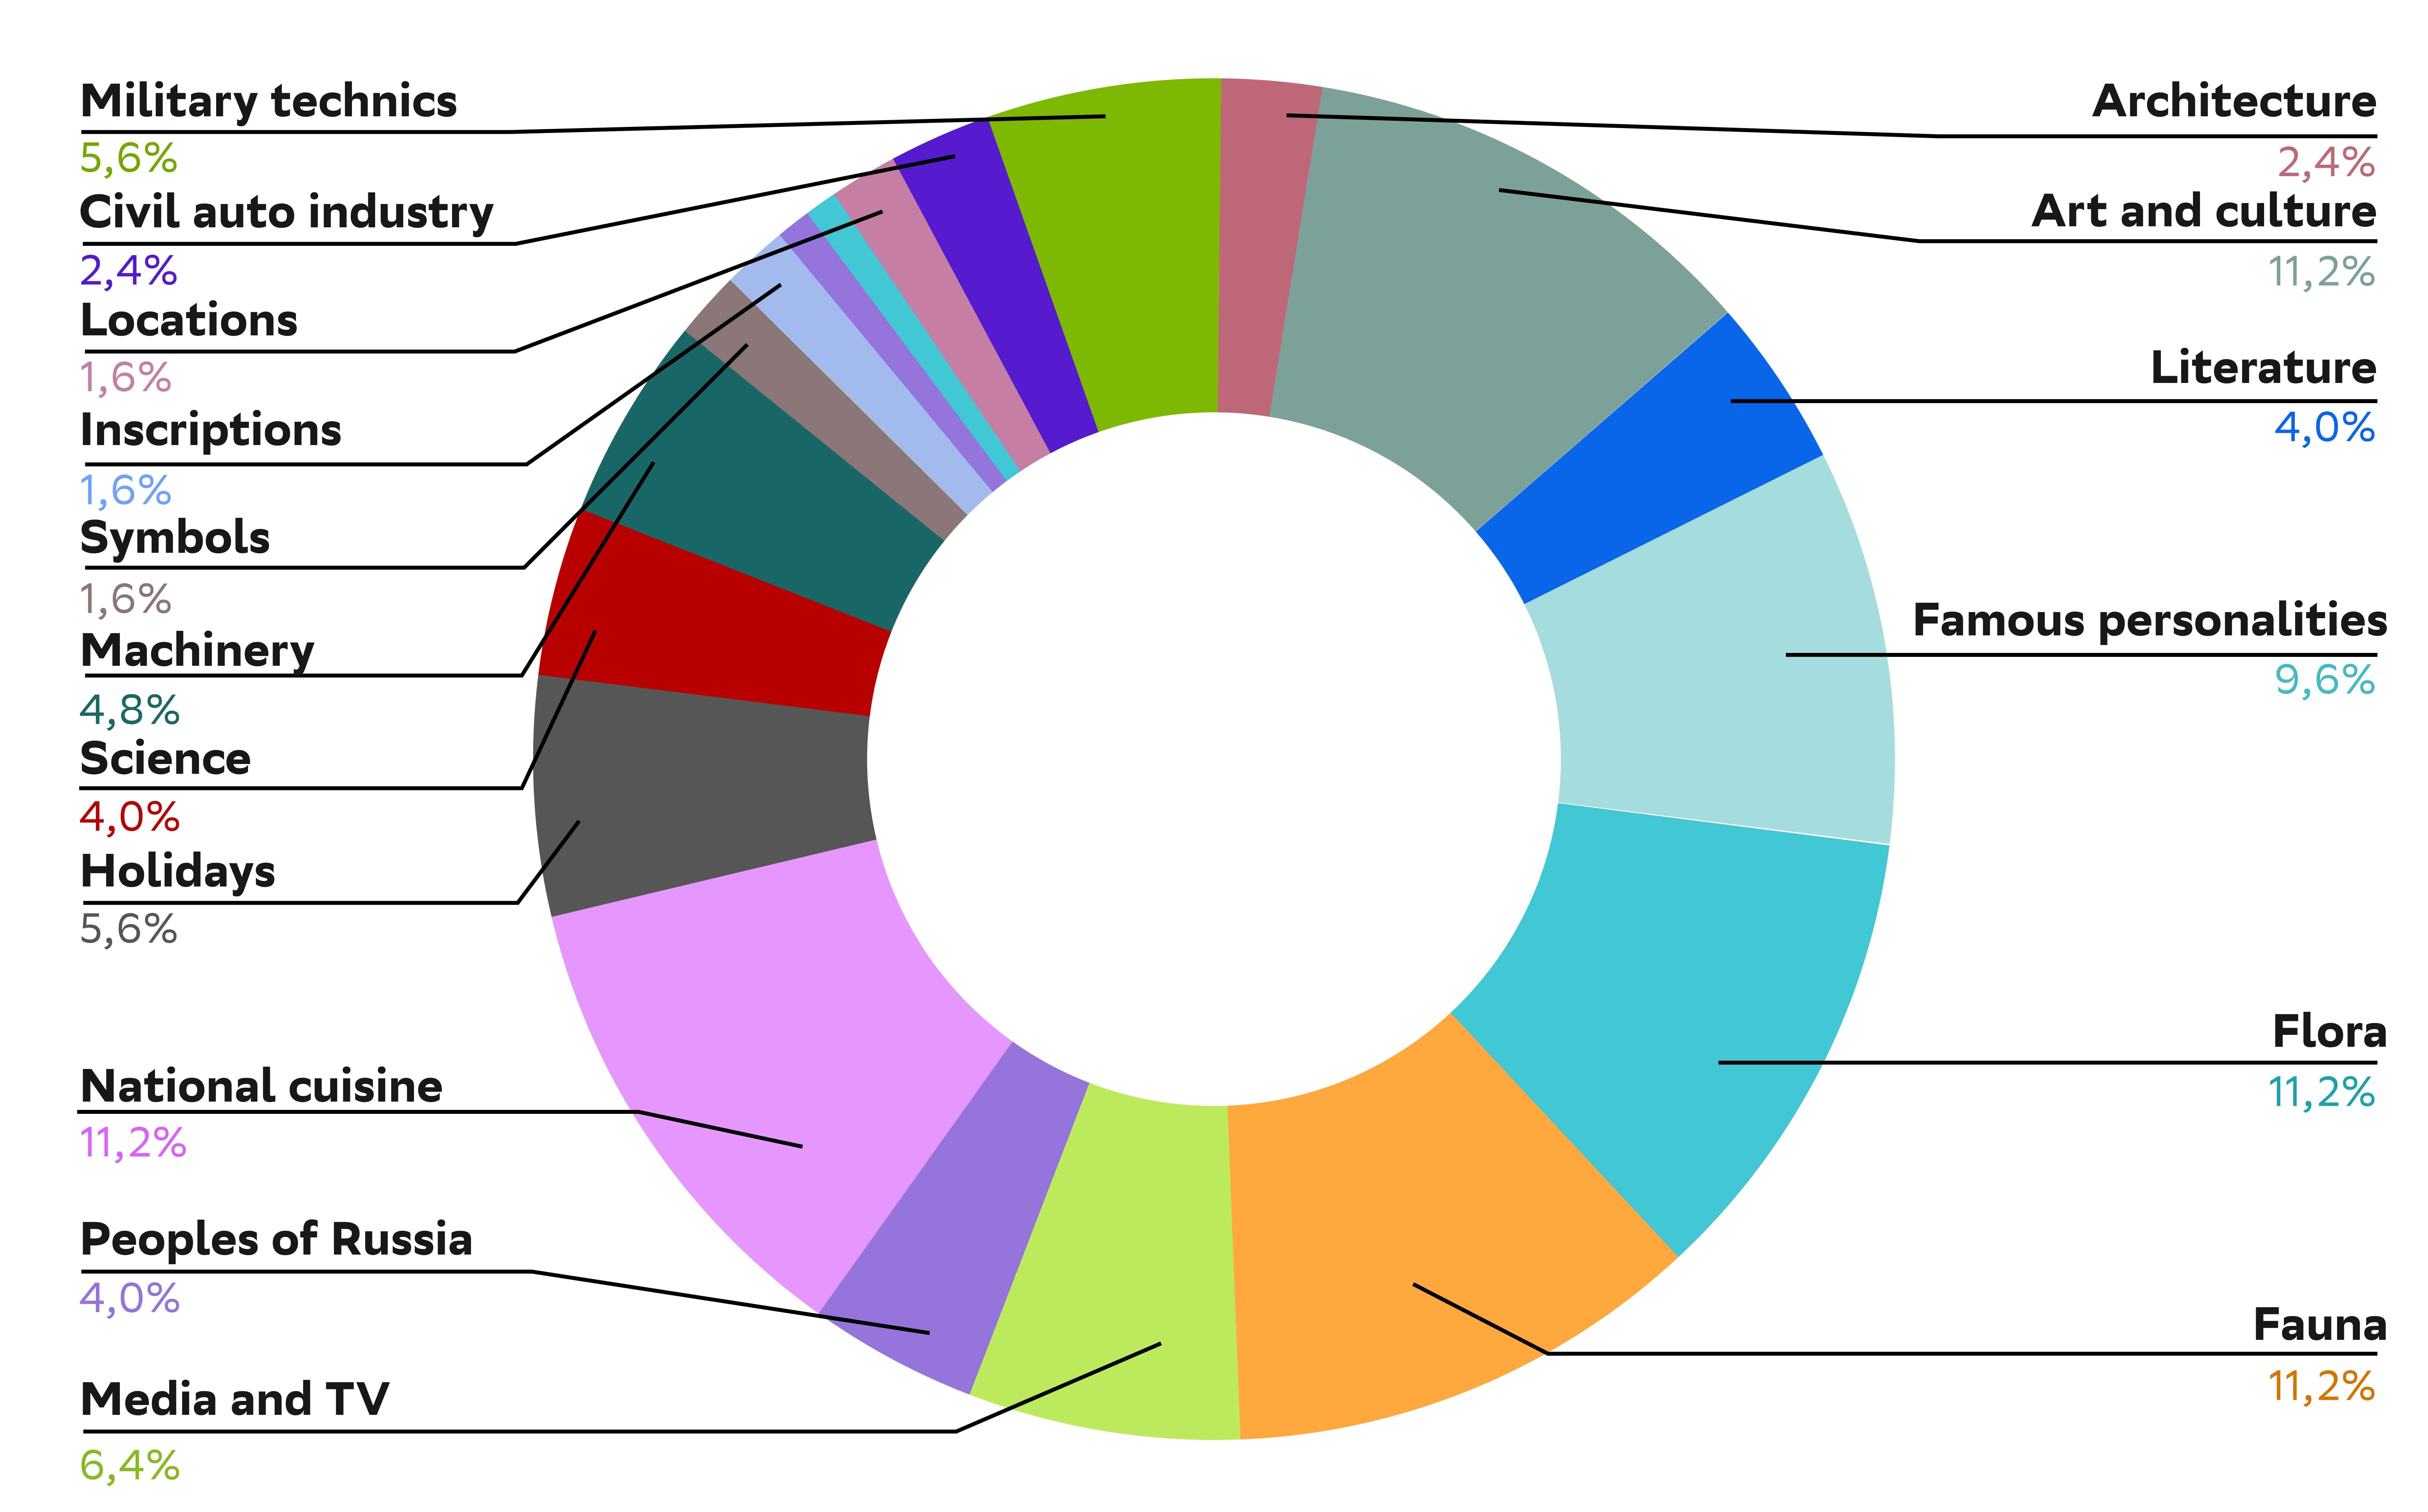 Military technics
5,6%
Civil auto industry
2,4%
Locations
1,6%
Inscriptions
1,6%
Symbols
1,6%
Machinery
4,8%
Science
4,0%
Holidays
5,6%
National cuisine
11,2%
Peoples of Russia
4,0%
Media and TV
6,4%
Architecture
2,4%
Art and culture
11,2%
Literature
4,0%
Famous personalities
9,6%
Flora
11,2%
Fauna
11,2%